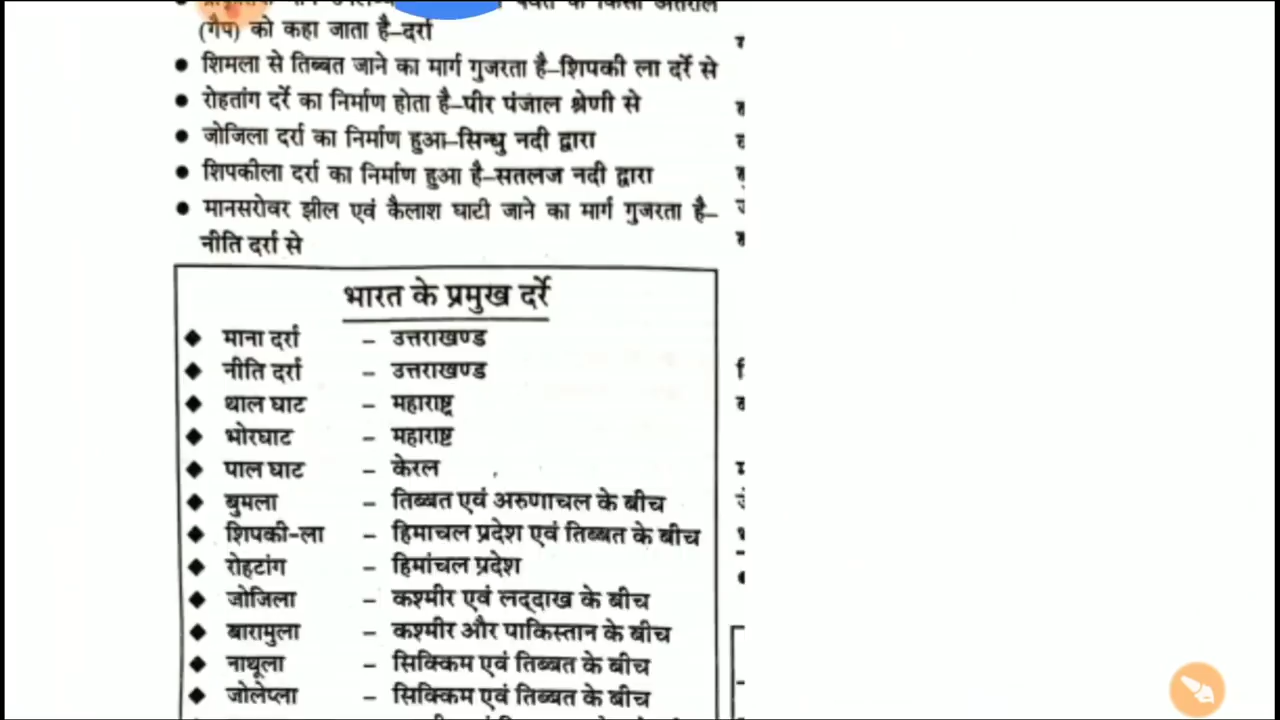 (गैप) को कहा जाता है–दर्रा
● शिमला से तिब्बत जाने का मार्ग गुजरता है–शिपकी ला दर्रे से
● रोहतांग दर्रे का निर्माण होता है–पीर पंजाल श्रेणी से
● जोजिला दर्रा का निर्माण हुआ–सिन्धु नदी द्वारा
● शिपकीला दर्रा का निर्माण हुआ है–सतलज नदी द्वारा
● मानसरोवर झील एवं कैलाश घाटी जाने का मार्ग गुजरता है–
नीति दर्रा से
भारत के प्रमुख दर्रे
◆ माना दर्रा – उत्तराखण्ड
◆ नीति दर्रा – उत्तराखण्ड
◆ थाल घाट – महाराष्ट्र
◆ भोरघाट – महाराष्ट
◆ पाल घाट – केरल
◆ बुमला – तिब्बत एवं अरुणाचल के बीच
◆ शिपकी-ला – हिमाचल प्रदेश एवं तिब्बत के बीच
◆ रोहटांग – हिमांचल प्रदेश
◆ जोजिला – कश्मीर एवं लद्‌दाख के बीच
◆ बारामुला – कश्मीर और पाकिस्तान के बीच
◆ नाथूला – सिक्किम एवं तिब्बत के बीच
◆ जोलेप्ला – सिक्किम एवं तिब्बत के बीच